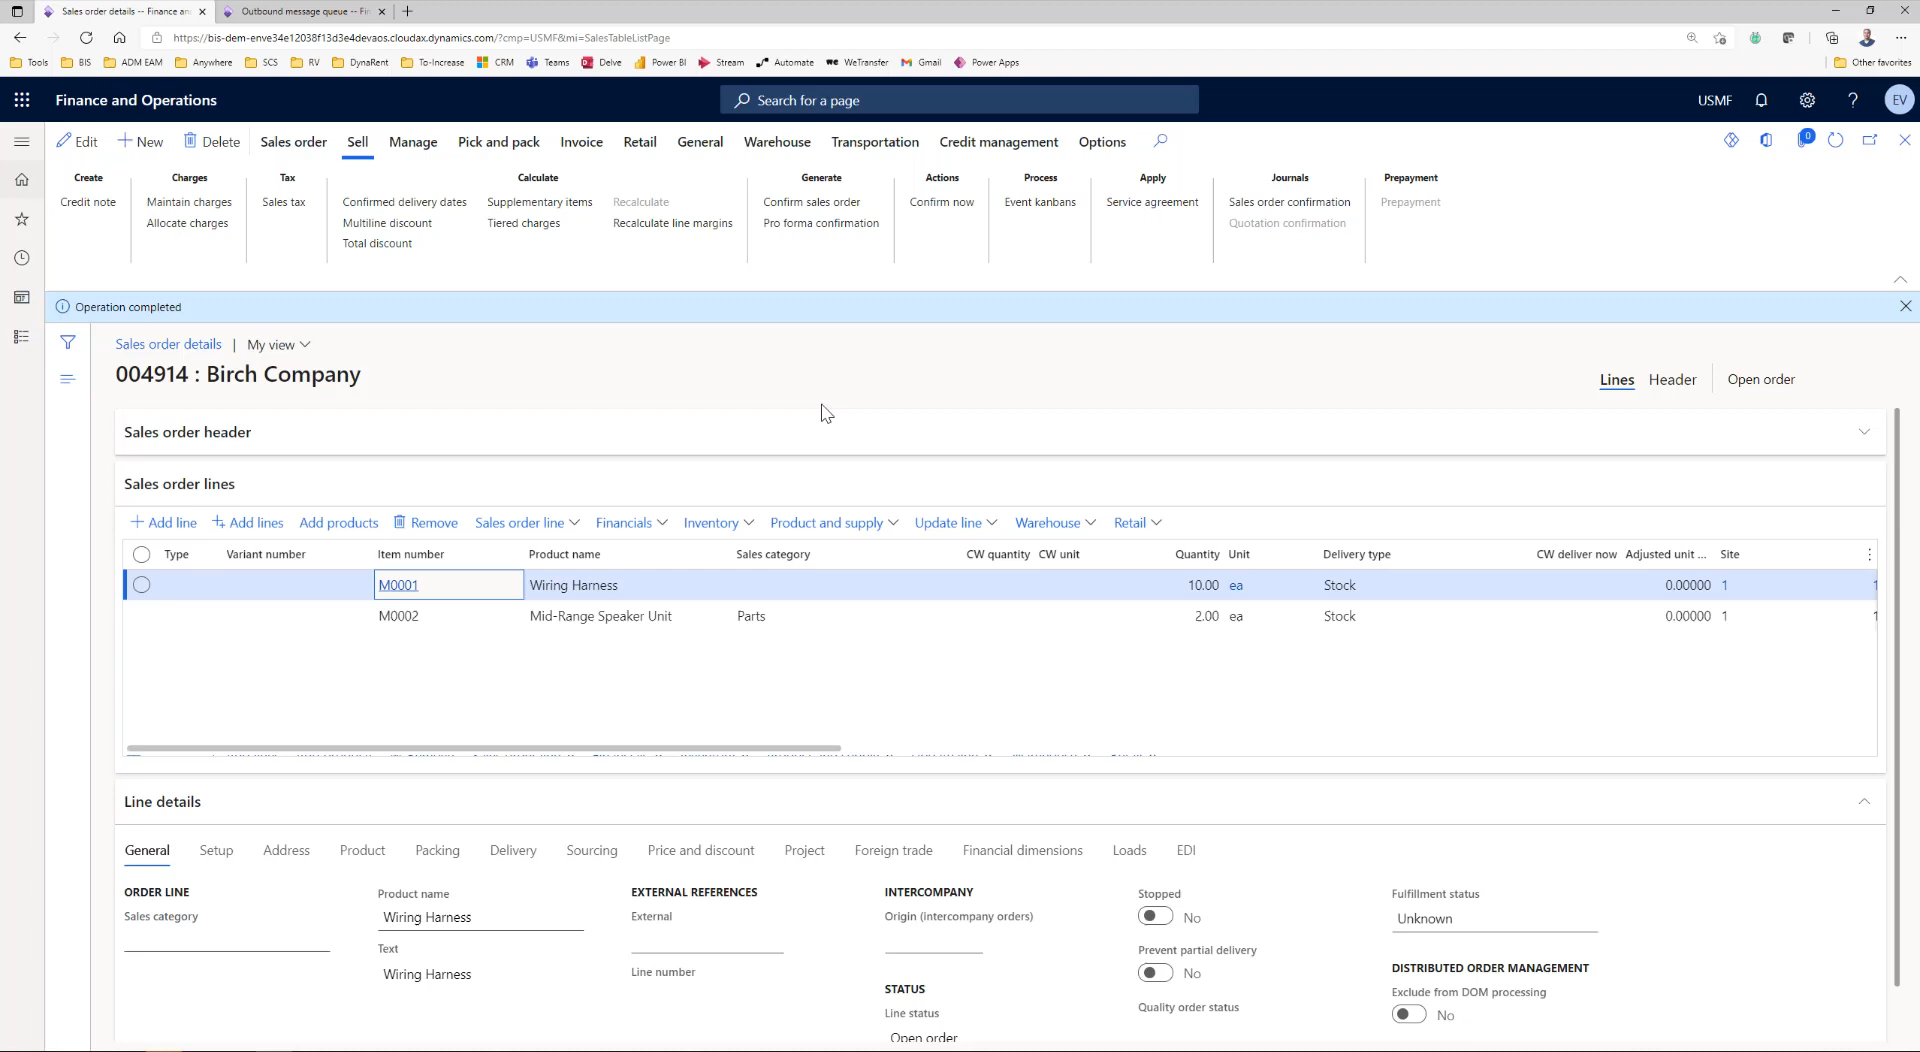 Sales order details -- Finance an
Outbound message queue -- Fin
https://bis-dem-enve34e12038f13d3e4devaos.cloudax.dynamics.com/?cmp=USMF&mi=SalesTableListPage
Tools BIS ADM EAM Anywhere SCS RV DynaRent To-Increase CRM Teams Delve Power BI Stream Automate WeTransfer Gmail Power Apps Other favorites
Finance and Operations
Search for a page
USMF
EV
Edit New Delete Sales order Sell Manage Pick and pack Invoice Retail General Warehouse Transportation Credit management Options 0
Create Charges Tax Calculate Generate Actions Process Apply Journals Prepayment
Credit note Maintain charges Sales tax Confirmed delivery dates Supplementary items Recalculate Confirm sales order Confirm now Event kanbans Service agreement Sales order confirmation Prepayment
Allocate charges Multiline discount Tiered charges Recalculate line margins Pro forma confirmation Quotation confirmation
Total discount
Operation completed
Sales order details | My view
004914 : Birch Company
Lines Header Open order
Sales order header
Sales order lines
Add line Add lines Add products Remove Sales order line Financials Inventory Product and supply Update line Warehouse Retail
Type Variant number Item number Product name Sales category CW quantity CW unit Quantity Unit Delivery type CW deliver now Adjusted unit ... Site
M0001 Wiring Harness 10.00 ea Stock 0.00000 1 1
M0002 Mid-Range Speaker Unit Parts 2.00 ea Stock 0.00000 1 1
Line details
General Setup Address Product Packing Delivery Sourcing Price and discount Project Foreign trade Financial dimensions Loads EDI
ORDER LINE
Sales category
Product name
Wiring Harness
Text
Wiring Harness
EXTERNAL REFERENCES
External
Line number
INTERCOMPANY
Origin (intercompany orders)
STATUS
Line status
Open order
Stopped
No
Prevent partial delivery
No
Quality order status
Fulfillment status
Unknown
DISTRIBUTED ORDER MANAGEMENT
Exclude from DOM processing
No